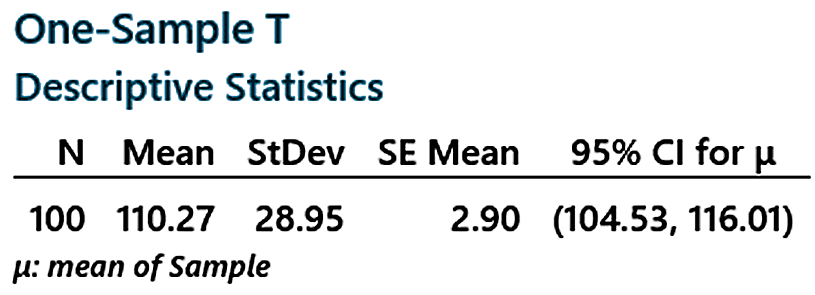 One-Sample T
Descriptive Statistics
N Mean StDev SE Mean 95% CI for μ
100 110.27 28.95 2.90 (104.53, 116.01)
μ: mean of Sample